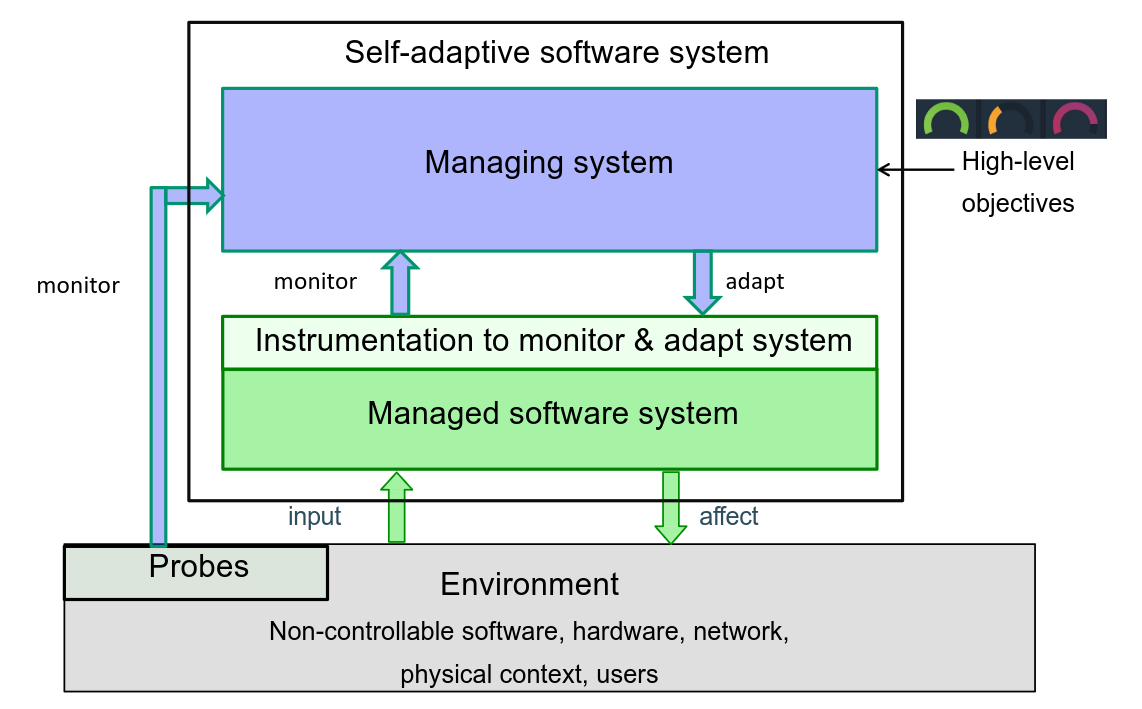 Self-adaptive software system
Managing system
High-level
objectives
monitor
monitor
adapt
Instrumentation to monitor & adapt system
Managed software system
input
affect
Probes
Environment
Non-controllable software, hardware, network,
physical context, users